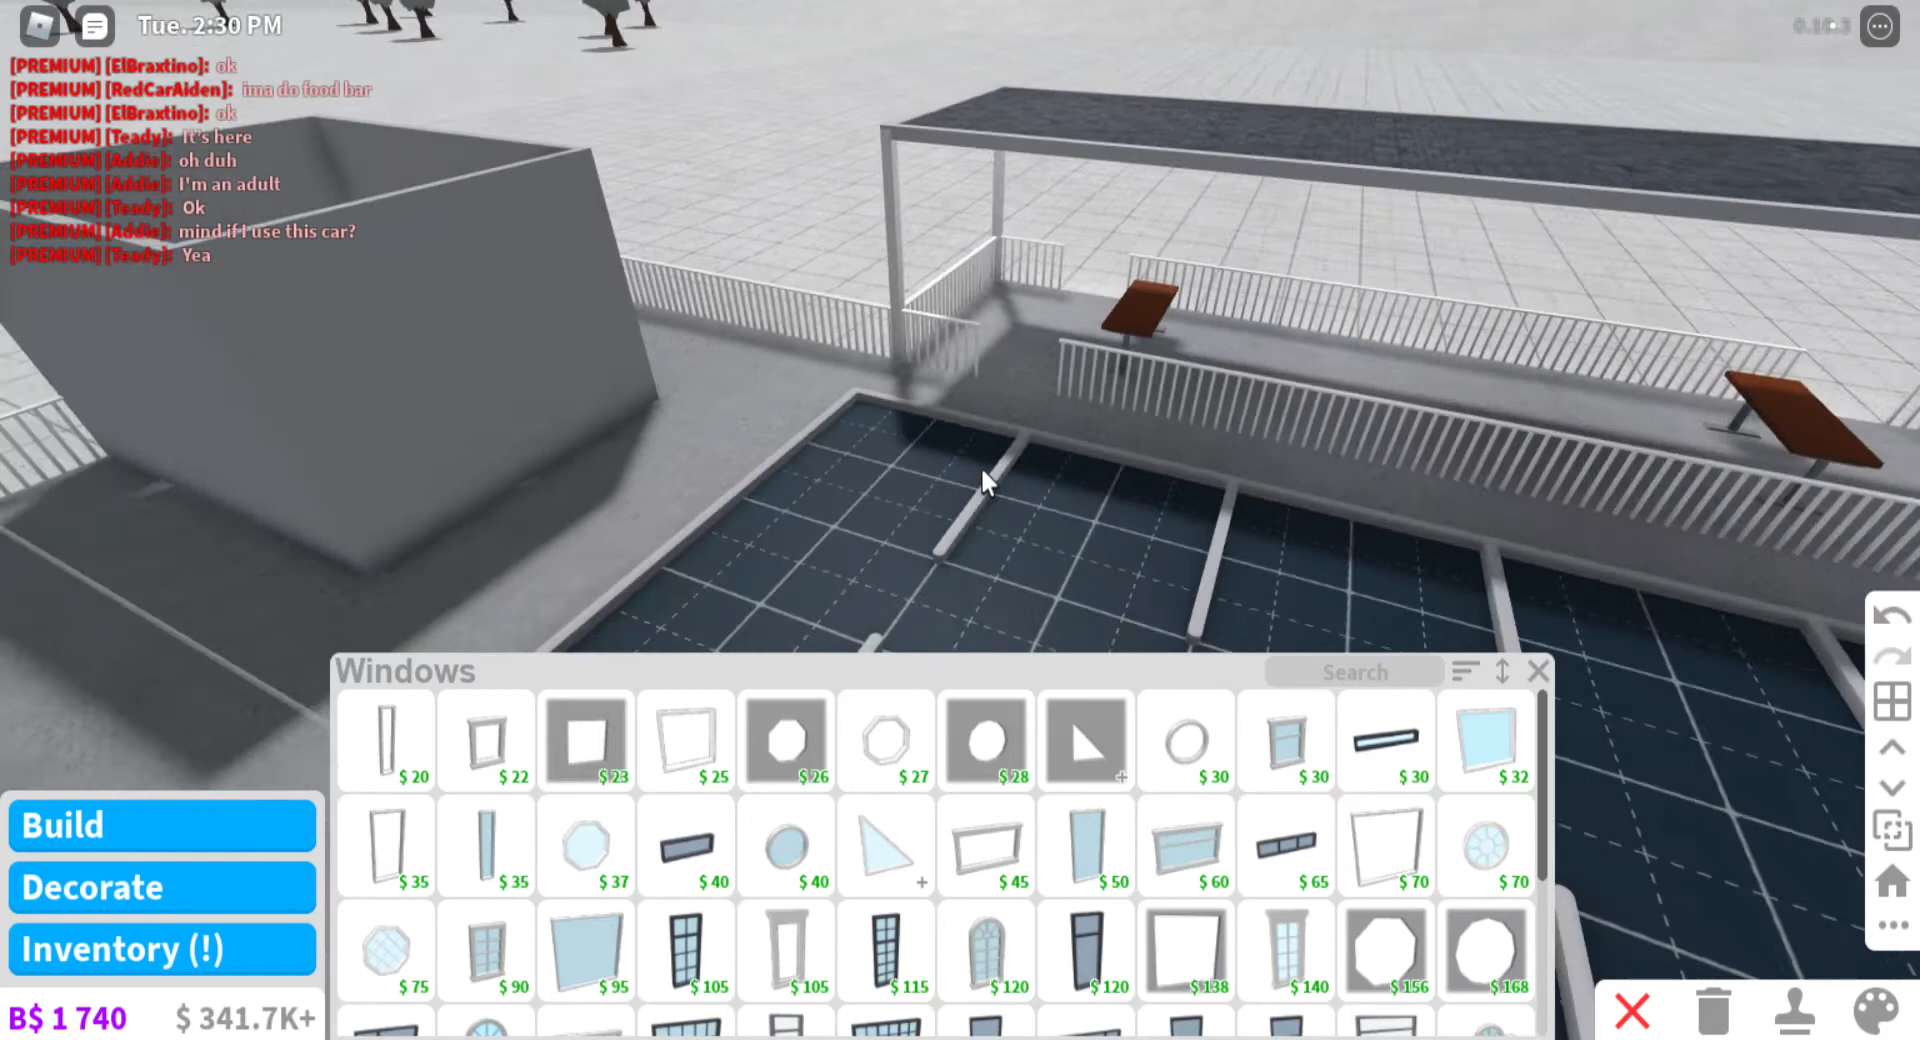 Tue. 2:30 PM
[PREMIUM] [ElBraxtino]: ok
[PREMIUM] [RedCarAiden]: ima do food bar
[PREMIUM] [ElBraxtino]: ok
[PREMIUM] [Teady]: It's here
[PREMIUM] [Addie]: oh duh
[PREMIUM] [Addie]: I'm an adult
[PREMIUM] [Teady]: Ok
[PREMIUM] [Addie]: mind if I use this car?
[PREMIUM] [Teady]: Yea
Windows
Search
$ 20 $ 22 $ 23 $ 25 $ 26 $ 27 $ 28 + $ 30 $ 30 $ 30 $ 32
$ 35 $ 35 $ 37 $ 40 $ 40 + $ 45 $ 50 $ 60 $ 65 $ 70 $ 70
$ 75 $ 90 $ 95 $ 105 $ 105 $ 115 $ 120 $ 120 $ 138 $ 140 $ 156 $ 168
Build
Decorate
Inventory (!)
B$ 1 740 $ 341.7K+